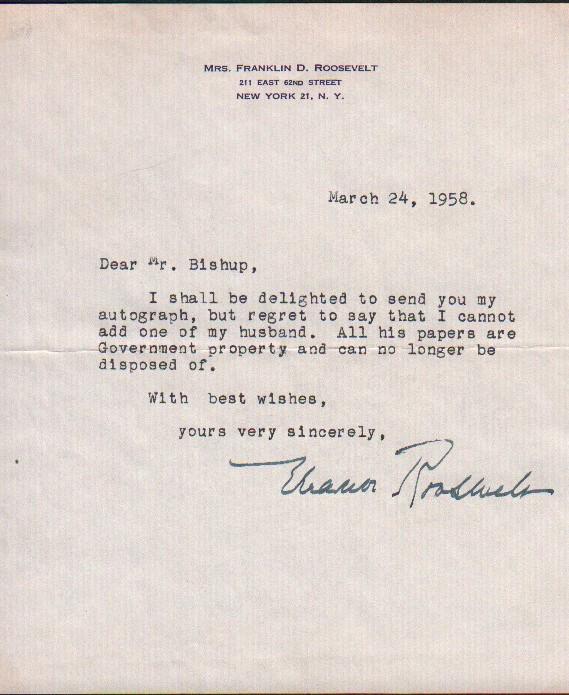 MRS. FRANKLIN D. ROOSEVELT
211 EAST 62ND STREET
NEW YORK 21, N. Y.
March 24, 1958.
Dear Mr. Bishup,
I shall be delighted to send you my
autograph, but regret to say that I cannot
add one of my husband. All his papers are
Government property and can no longer be
disposed of.
With best wishes,
yours very sincerely,
Eleanor Roosevelt